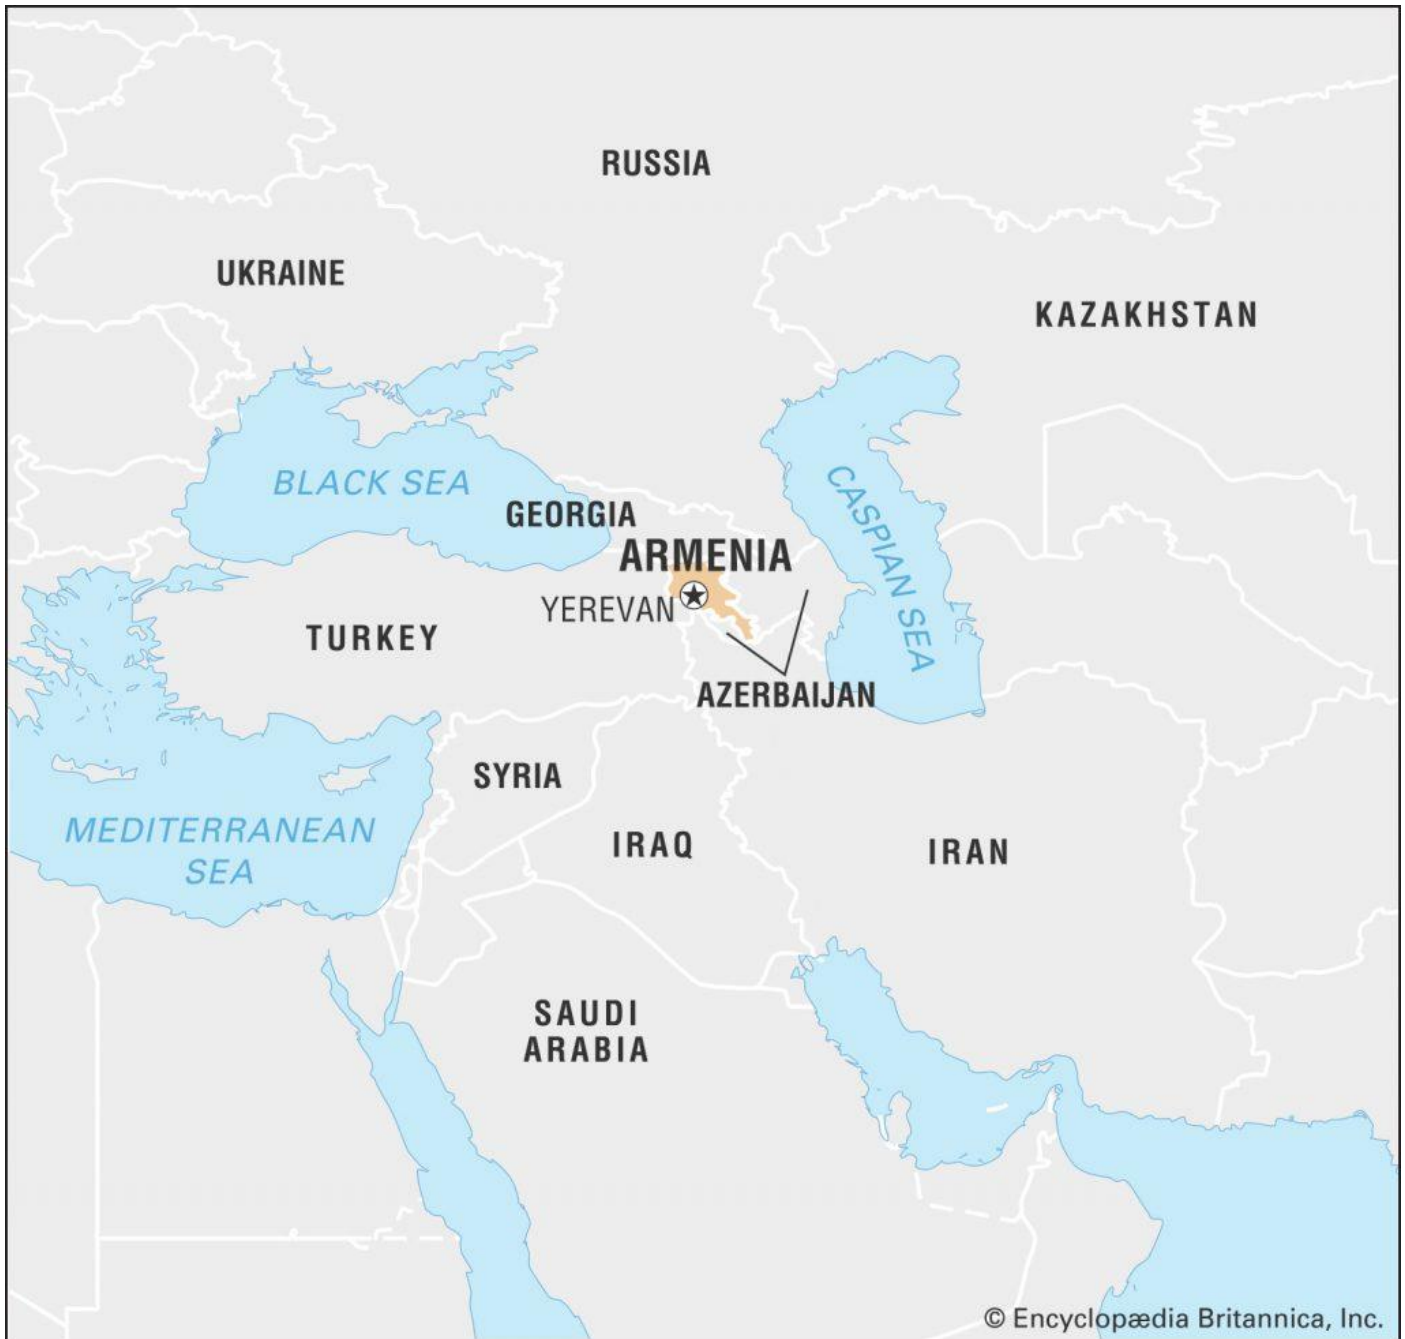 RUSSIA
UKRAINE
KAZAKHSTAN
BLACK SEA
CASPIAN SEA
GEORGIA
ARMENIA
YEREVAN
TURKEY
AZERBAIJAN
SYRIA
MEDITERRANEAN
SEA
IRAQ
IRAN
SAUDI
ARABIA
© Encyclopædia Britannica, Inc.